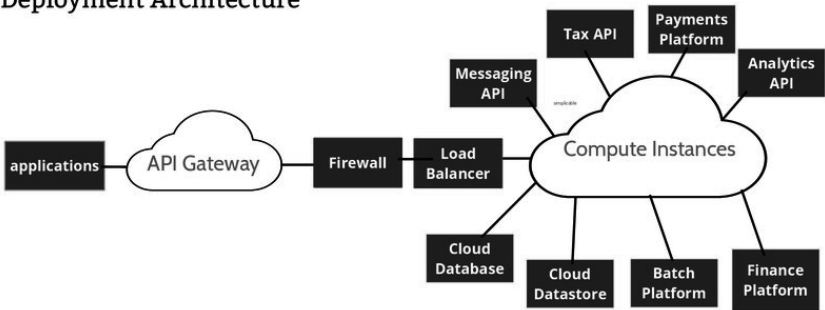 Deployment Architecture
Tax API
Payments
Platform
Messaging
API
Analytics
API
applications
API Gateway
Firewall
Load
Balancer
Compute Instances
Cloud
Database
Cloud
Datastore
Batch
Platform
Finance
Platform